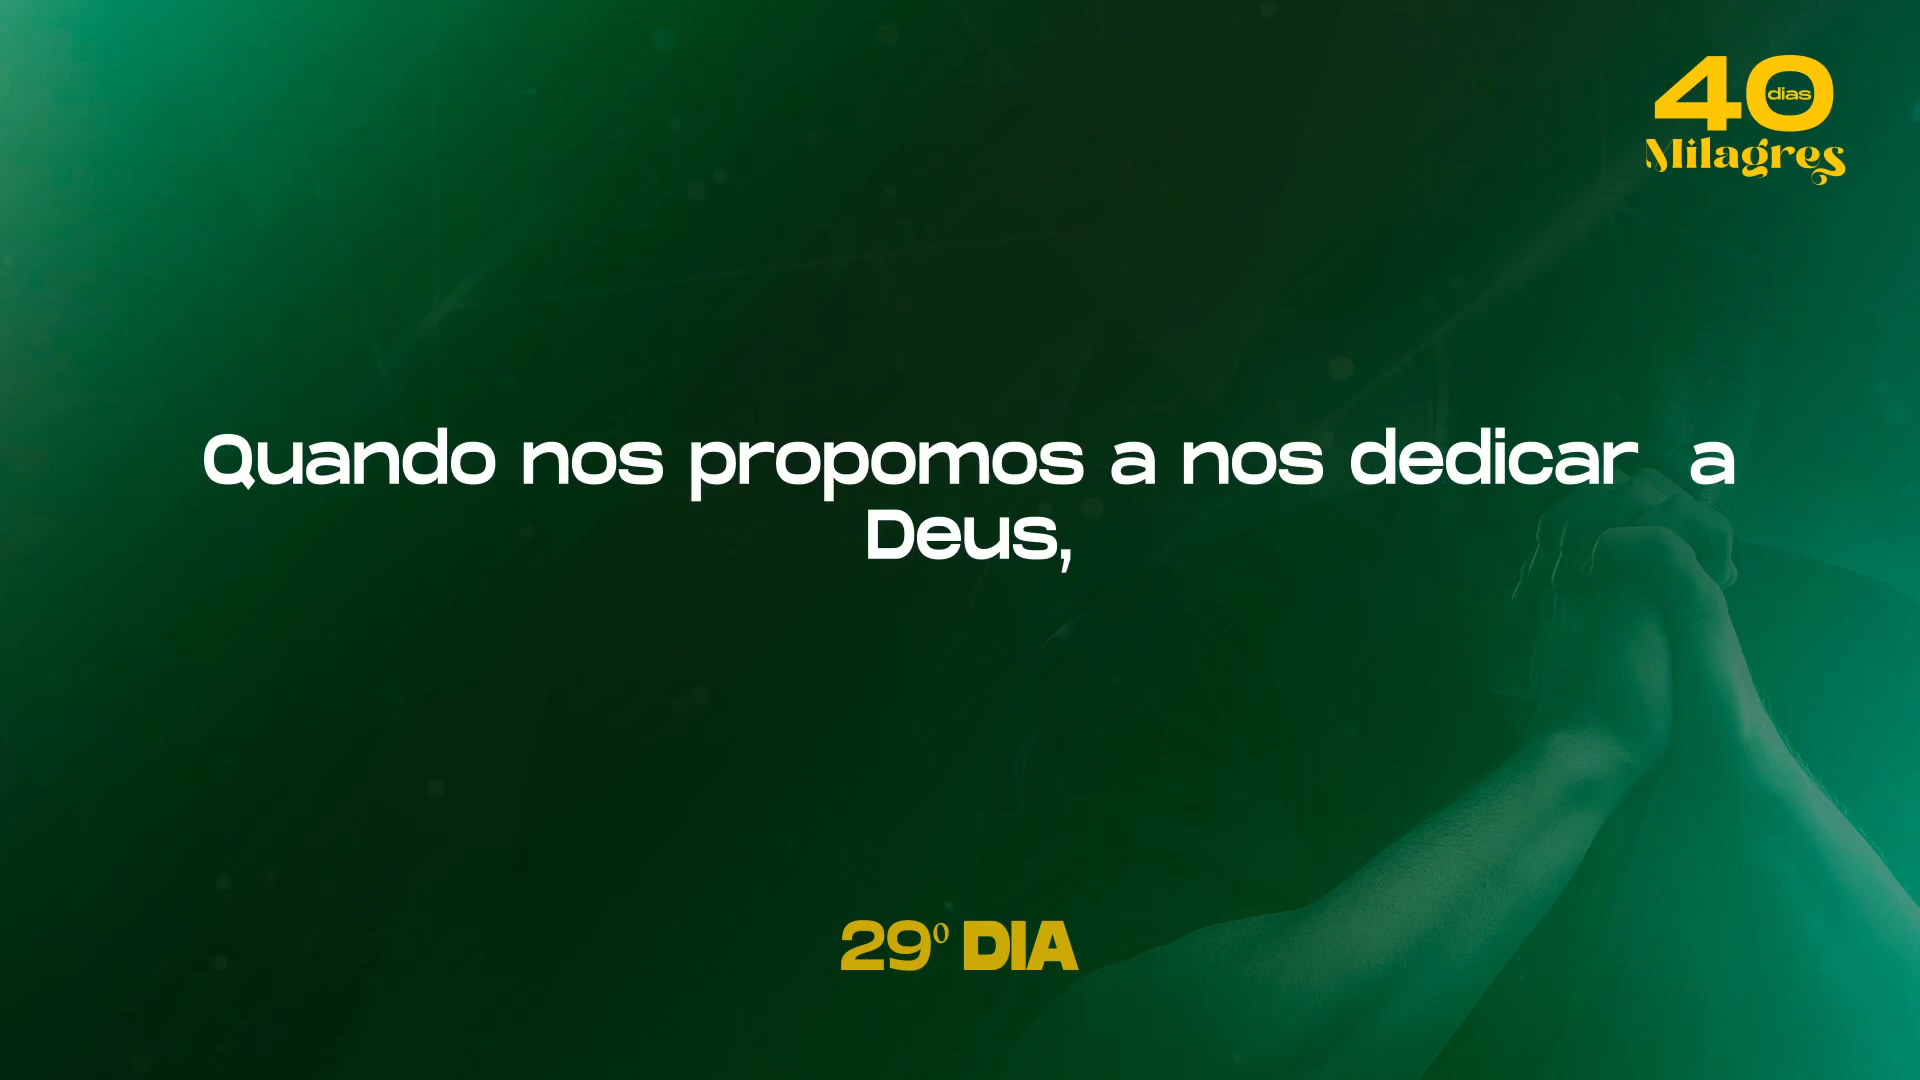 40
dias
Milagres
Quando nos propomos a nos dedicar  a
Deus,
29º DIA